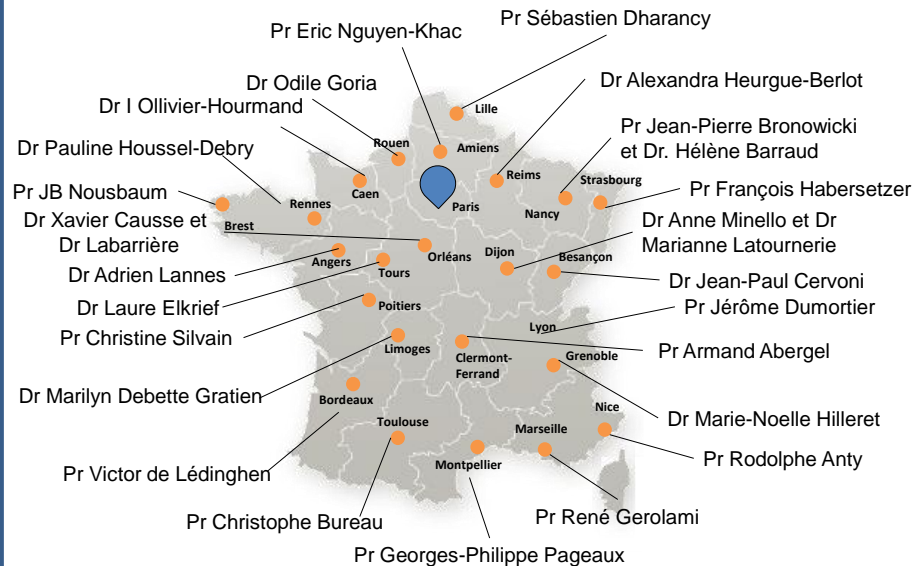 Pr Sébastien Dharancy
Pr Eric Nguyen-Khac
Dr Odile Goria
Dr Alexandra Heurgue-Berlot
Dr I Ollivier-Hourmand
Lille
Pr Jean-Pierre Bronowicki
et Dr. Hélène Barraud
Dr Pauline Houssel-Debry
Rouen
Amiens
Reims
Strasbourg
Pr JB Nousbaum
Caen
Paris
Nancy
Pr François Habersetzer
Rennes
Dr Xavier Causse et
Dr Labarrière
Brest
Dr Anne Minello et Dr
Marianne Latournerie
Orléans
Dijon
Besançon
Angers
Tours
Dr Adrien Lannes
Dr Jean-Paul Cervoni
Dr Laure Elkrief
Poitiers
Pr Jérôme Dumortier
Pr Christine Silvain
Lyon
Limoges
Clermont-
Ferrand
Grenoble
Pr Armand Abergel
Dr Marilyn Debette Gratien
Bordeaux
Nice
Dr Marie-Noelle Hilleret
Toulouse
Marseille
Montpellier
Pr Rodolphe Anty
Pr Victor de Lédinghen
Pr Christophe Bureau
Pr René Gerolami
Pr Georges-Philippe Pageaux